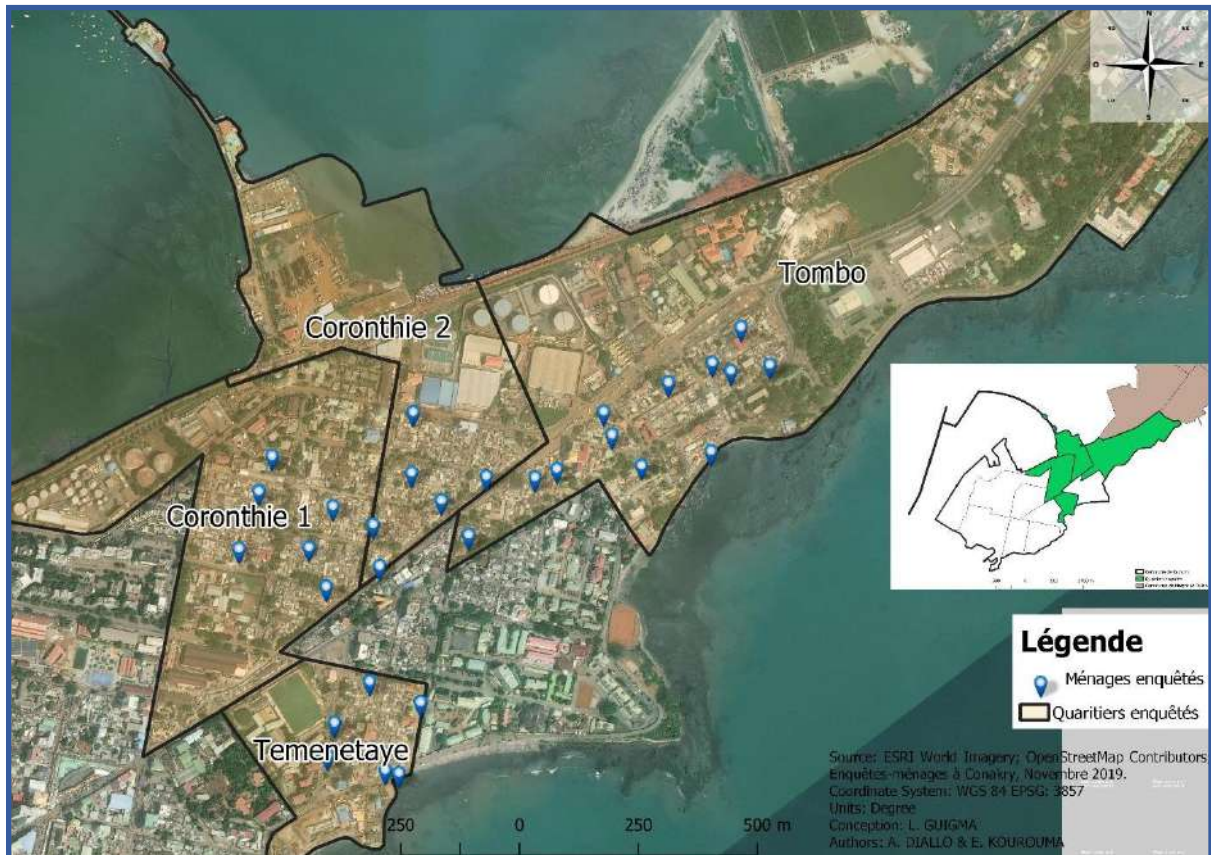 N
O
E
S
Tombo
Coronthie 2
Coronthie 1
Temenetaye
Légende
Ménages enquêtés
Quaritiers enquêtés
Source: ESRI World Imagery; OpenStreetMap Contributors
Enquêtes-ménages à Conakry, Novembre 2019.
Coordinate System: WGS 84 EPSG: 3857
Units: Degree
Conception: L. GUIGMA
Authors: A. DIALLO & E. KOUROUMA
250 0 250 500 m